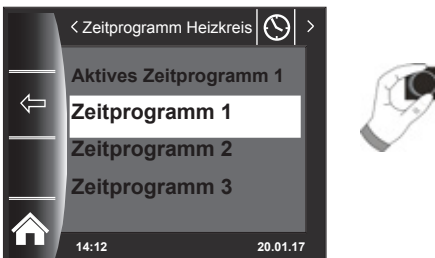 < Zeitprogramm Heizkreis >
Aktives Zeitprogramm 1
Zeitprogramm 1
Zeitprogramm 2
Zeitprogramm 3
14:12 20.01.17